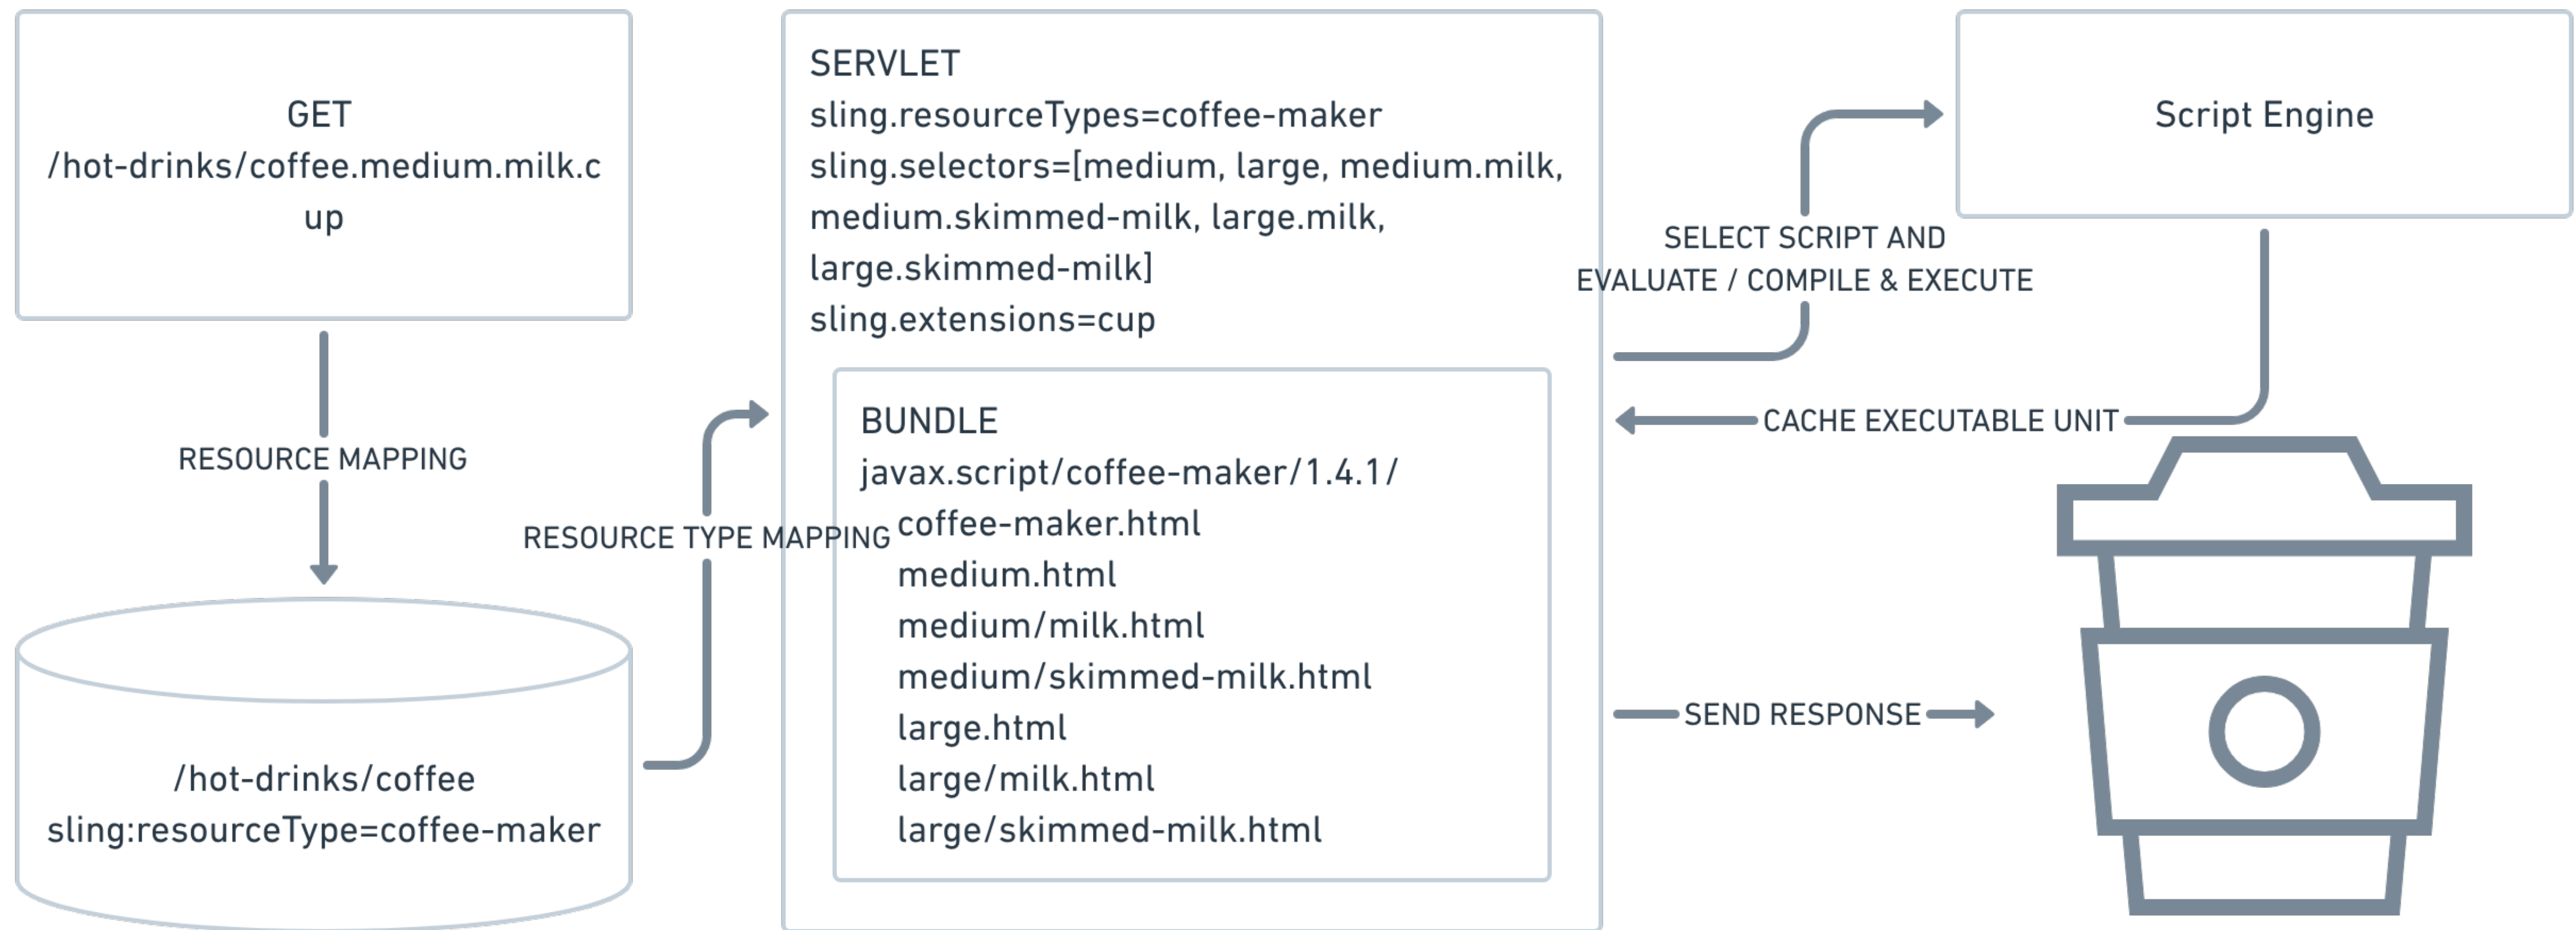 GET
/hot-drinks/coffee.medium.milk.c
up
RESOURCE MAPPING
/hot-drinks/coffee
sling:resourceType=coffee-maker
RESOURCE TYPE MAPPING
SERVLET
sling.resourceTypes=coffee-maker
sling.selectors=[medium, large, medium.milk,
medium.skimmed-milk, large.milk,
large.skimmed-milk]
sling.extensions=cup
BUNDLE
javax.script/coffee-maker/1.4.1/
coffee-maker.html
medium.html
medium/milk.html
medium/skimmed-milk.html
large.html
large/milk.html
large/skimmed-milk.html
SELECT SCRIPT AND
EVALUATE / COMPILE & EXECUTE
Script Engine
CACHE EXECUTABLE UNIT
SEND RESPONSE